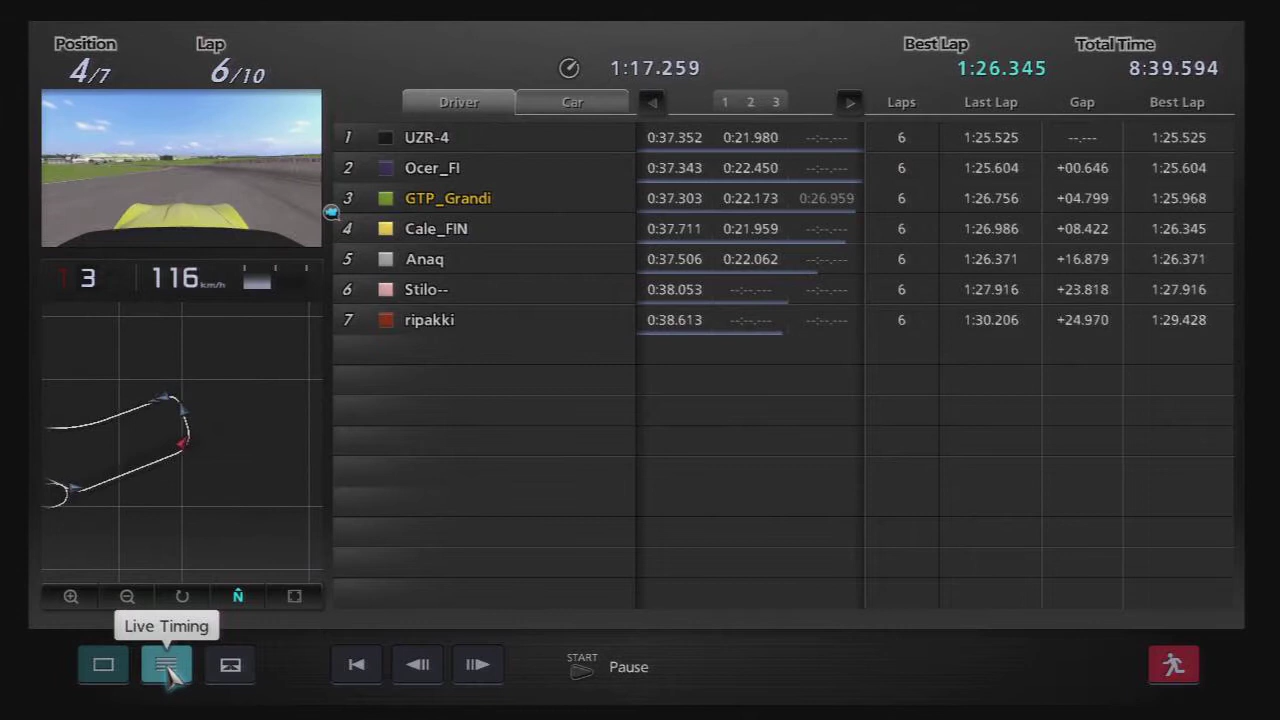 Position Lap Best Lap Total Time
4/7 6/10 1:17.259 1:26.345 8:39.594
Driver Car 1 2 3 Laps Last Lap Gap Best Lap
1 UZR-4 0:37.352 0:21.980 --:--.--- 6 1:25.525 --.--- 1:25.525
2 Ocer_FI 0:37.343 0:22.450 --:--.--- 6 1:25.604 +00.646 1:25.604
3 GTP_Grandi 0:37.303 0:22.173 0:26.959 6 1:26.756 +04.799 1:25.968
4 Cale_FIN 0:37.711 0:21.959 --:--.--- 6 1:26.986 +08.422 1:26.345
5 Anaq 0:37.506 0:22.062 --:--.--- 6 1:26.371 +16.879 1:26.371
6 Stilo-- 0:38.053 --:--.--- --:--.--- 6 1:27.916 +23.818 1:27.916
7 ripakki 0:38.613 --:--.--- --:--.--- 6 1:30.206 +24.970 1:29.428
1 3 116 km/h
N
Live Timing
START
Pause